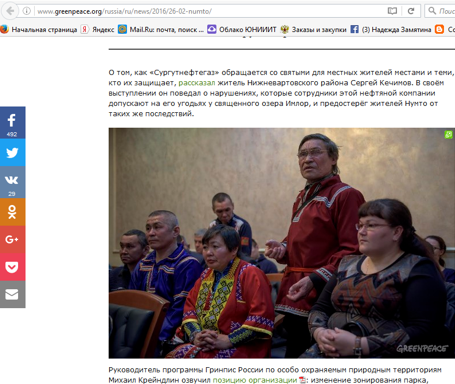 www.greenpeace.org/russia/ru/news/2016/26-02-numto/
Начальная страница Яндекс Mail.Ru: почта, поиск... Облако ЮНИИИТ Заказы и закупки (3) Надежда Замятина
О том, как «Сургутнефтегаз» обращается со святыми для местных жителей местами и теми,
кто их защищает, рассказал житель Нижневартовского района Сергей Кечимов. В своём
выступлении он поведал о нарушениях, которые сотрудники этой нефтяной компании
допускают на его угодьях у священного озера Имлор, и предостерёг жителей Нумто от
таких же последствий.
492
29
GREENPEACE
Руководитель программы Гринпис России по особо охраняемым природным территориям
Михаил Крейндлин озвучил позицию организации : изменение зонирования парка,